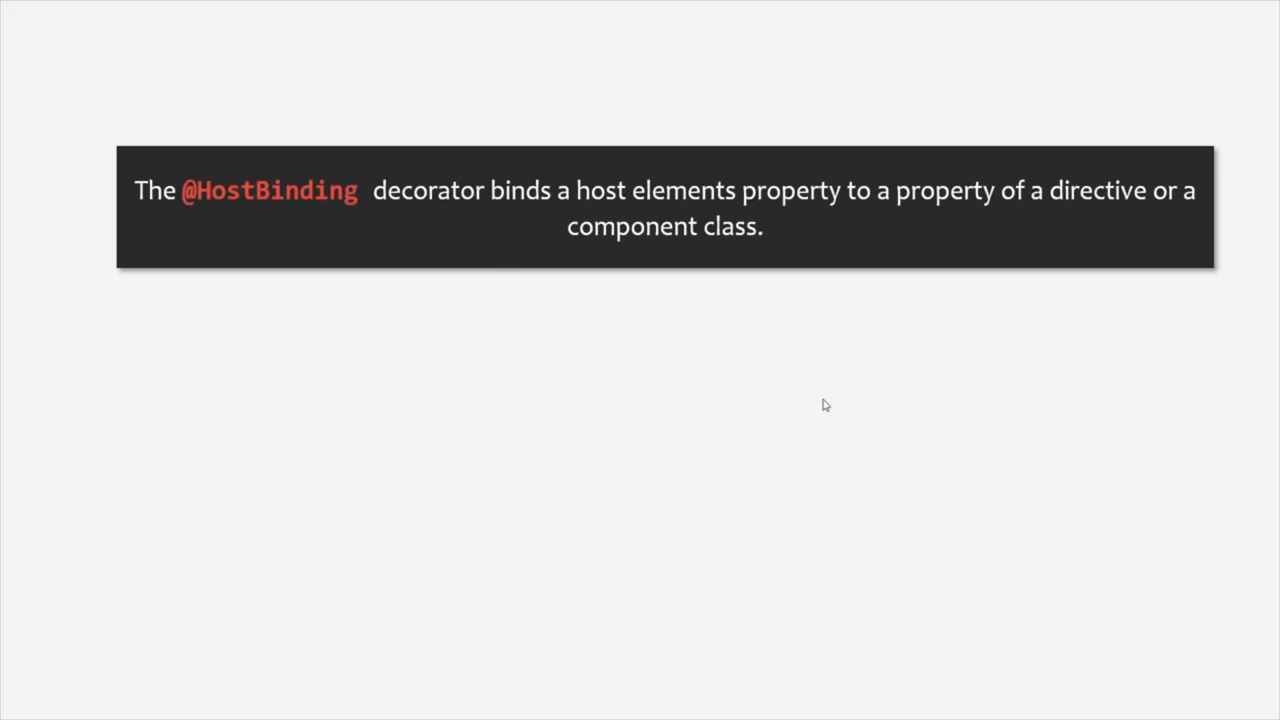 The @HostBinding decorator binds a host elements property to a property of a directive or a
component class.